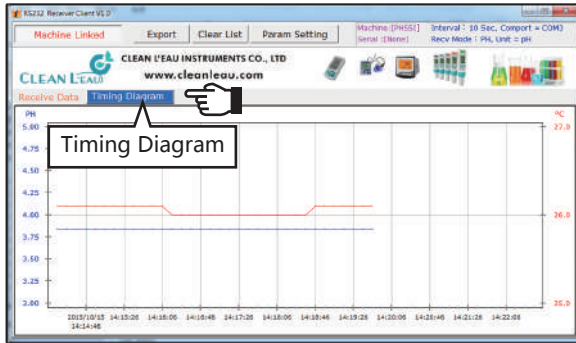 RS232 Receiver Client V1.0
Machine Linked
Export
Clear List
Param Setting
Machine:[PH5SS]
Serial :[None]
Interval : 10 Sec, Comport = COM3
Recv Mode : PH, Unit = pH
CLEAN L'EAU
CLEAN L'EAU INSTRUMENTS CO., LTD
www.cleanleau.com
Receive Data
Timing Diagram
Timing Diagram
PH
°C
5.00
27.0
4.75
4.50
4.25
4.00
26.0
3.75
3.50
3.25
3.00
25.0
2015/10/15 14:15:26 14:16:06 14:16:46 14:17:26 14:18:06 14:18:46 14:19:26 14:20:06 14:20:46 14:21:26 14:22:06
14:14:46